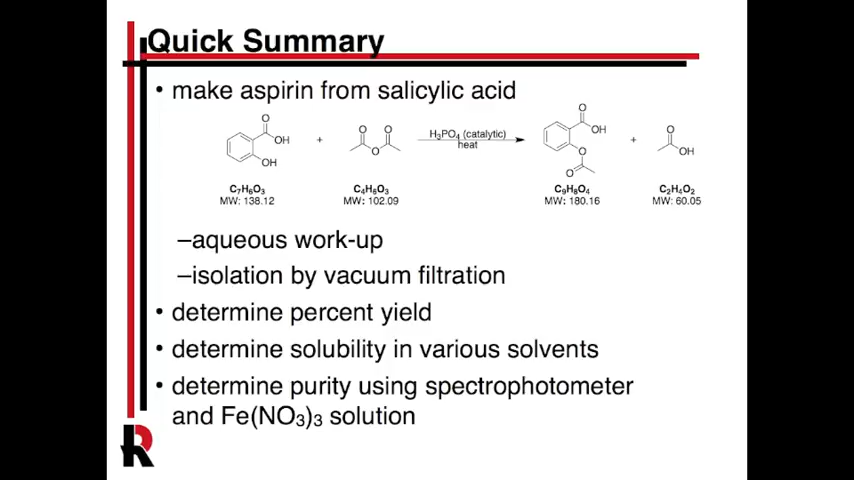 Quick Summary
• make aspirin from salicylic acid
O O O O O
OH + H₃PO₄ (catalytic) OH + 
OH O heat O OH
O
C₇H₆O₃ C₄H₆O₃ C₉H₈O₄ C₂H₄O₂
MW: 138.12 MW: 102.09 MW: 180.16 MW: 60.05
–aqueous work-up
–isolation by vacuum filtration
• determine percent yield
• determine solubility in various solvents
• determine purity using spectrophotometer
and Fe(NO₃)₃ solution
R